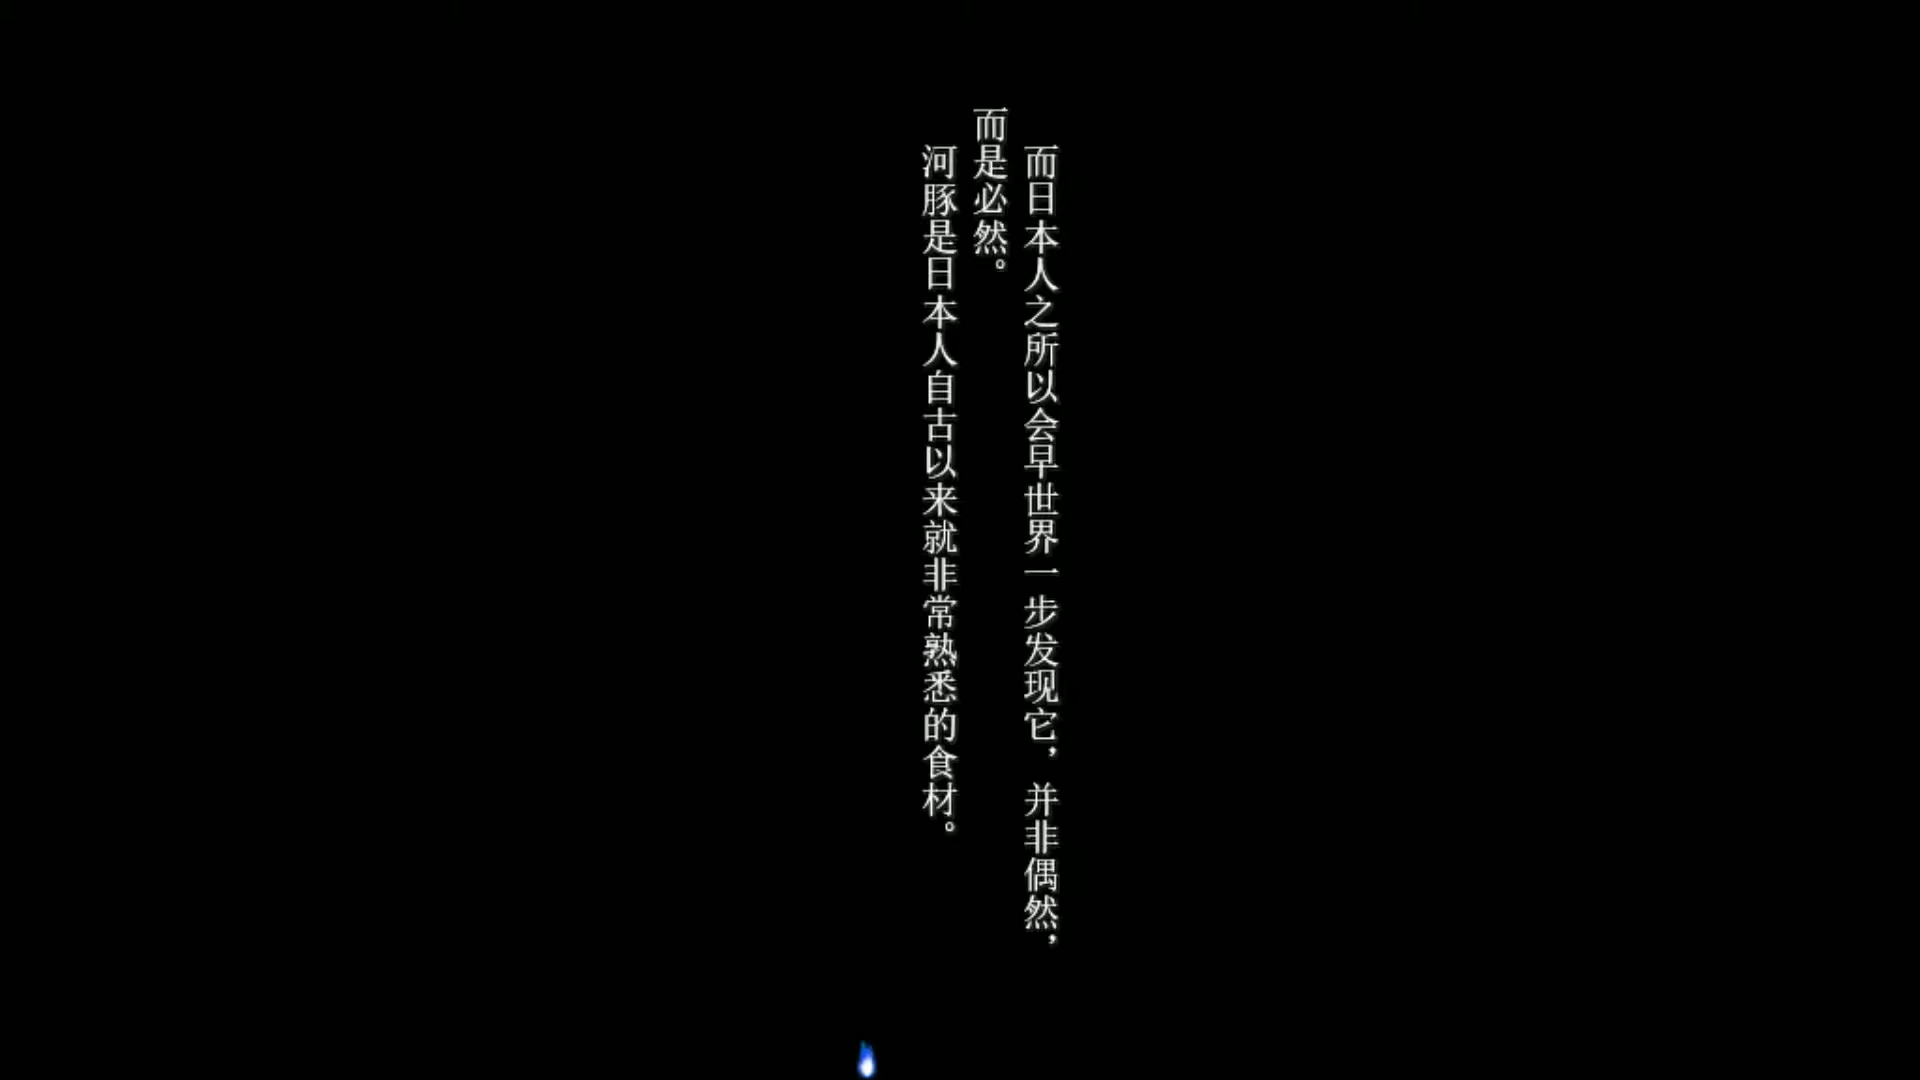 而日本人之所以会早世界一步发现它，并非偶然，
而是必然。
河豚是日本人自古以来就非常熟悉的食材。